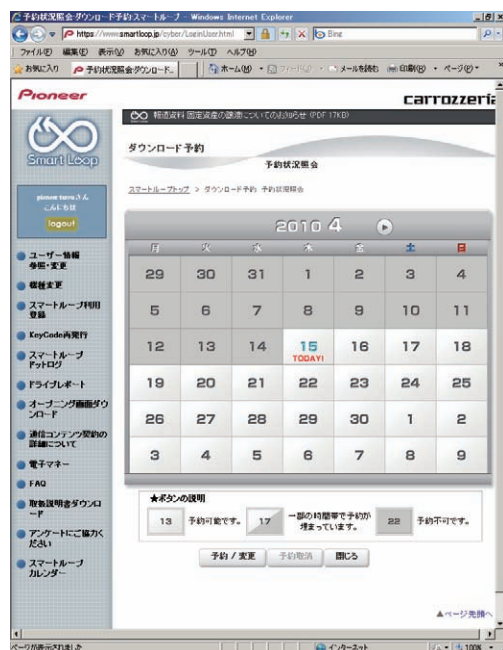 予約状況照会-ダウンロード予約-スマートループ - Windows Internet Explorer
https://www.smartloop.jp/cyber/LoginUser.html
Bing
ファイル(F) 編集(E) 表示(V) お気に入り(A) ツール(T) ヘルプ(H)
お気に入り 予約状況照会-ダウンロード... ホーム(M) メールを読む 印刷(R) ページ(P)
Pioneer
carrozzeria
報道資料 固定資産の譲渡についてのお知らせ (PDF 17KB)
Smart Loop
ダウンロード予約
予約状況照会
スマートループトップ > ダウンロード予約 予約状況照会
さん
こんにちは
logout
2010 4
月 火 水 木 金 土 日
29 30 31 1 2 3 4
5 6 7 8 9 10 11
12 13 14 15 16 17 18
TODAY!
19 20 21 22 23 24 25
26 27 28 29 30 1 2
3 4 5 6 7 8 9
ユーザー情報
参照・変更
機種変更
スマートループ利用
登録
KeyCode再発行
スマートループ
ドットログ
ドライブレポート
オープニング画面ダウ
ンロード
通信コンテンツ契約の
詳細について
電子マネー
FAQ
取扱説明書ダウンロ
ード
アンケートにご協力く
ださい
スマートループ
カレンダー
★ボタンの説明
13 予約可能です。
17 一部の時間帯で予約が
埋まっています。
22 予約不可です。
予約 / 変更 予約取消 閉じる
▲ページ先頭へ
ページが表示されました
インターネット
100%